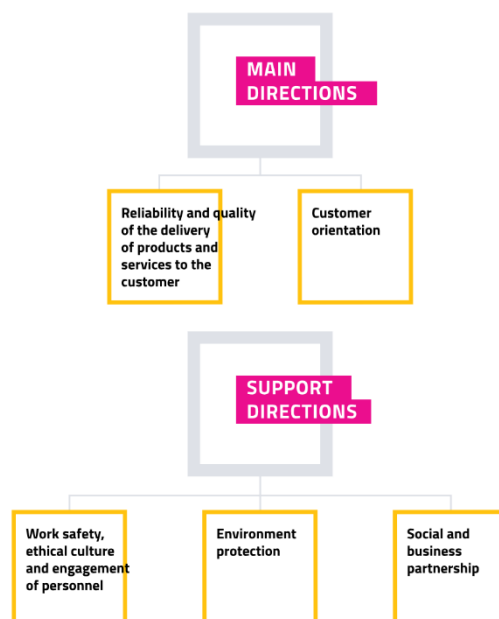 MAIN
DIRECTIONS
Reliability and quality
of the delivery
of products and
services to the
customer
Customer
orientation
SUPPORT
DIRECTIONS
Work safety,
ethical culture
and engagement
of personnel
Environment
protection
Social and
business
partnership